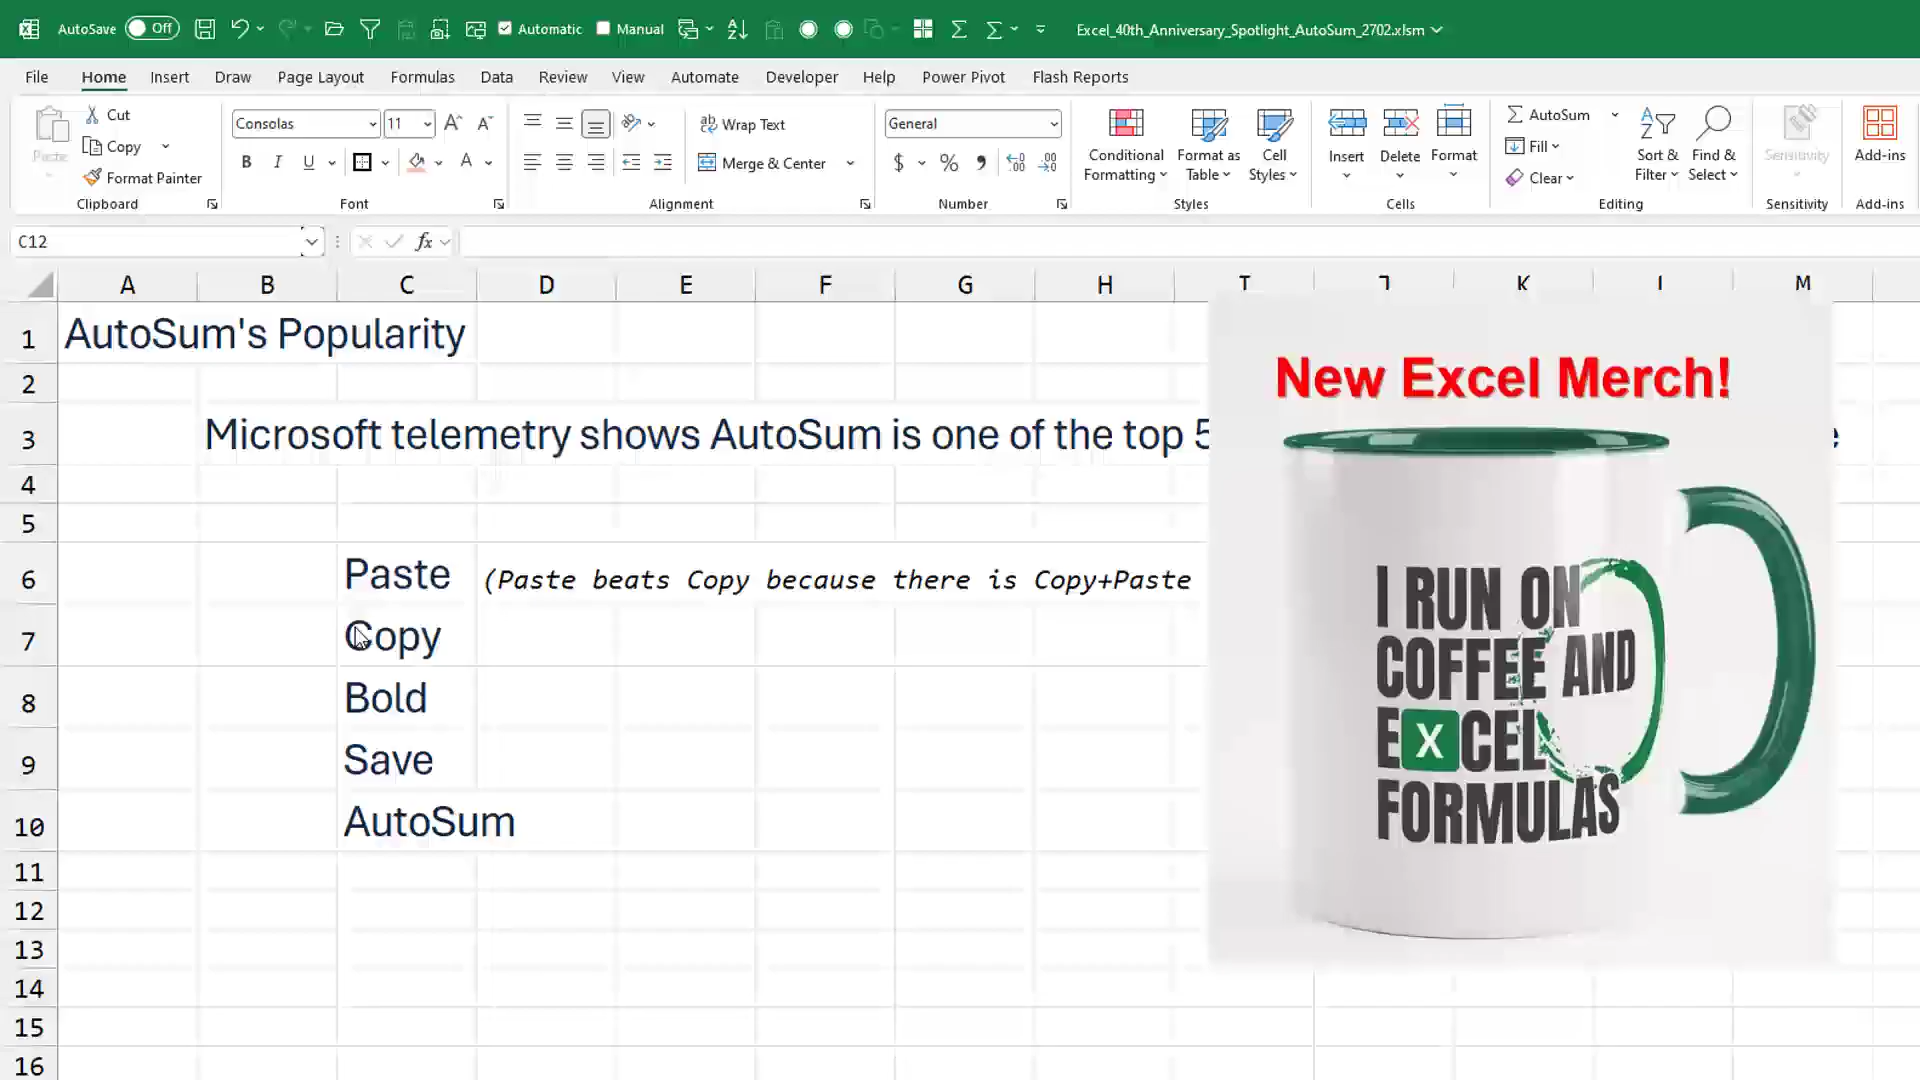 AutoSave Off Automatic Manual Excel_40th_Anniversary_Spotlight_AutoSum_2702.xlsm
File Home Insert Draw Page Layout Formulas Data Review View Automate Developer Help Power Pivot Flash Reports
Paste
Cut
Copy
Format Painter
Clipboard
Consolas 11
B I U A
Font
Wrap Text
Merge & Center
Alignment
General
$ % 9
Number
Conditional Formatting
Format as Table
Cell Styles
Styles
Insert
Delete
Format
Cells
AutoSum
Fill
Clear
Sort & Filter
Find & Select
Editing
Sensitivity
Sensitivity
Add-ins
Add-ins
C12 fx
A B C D E F G H K M
1 AutoSum's Popularity
2
3 Microsoft telemetry shows AutoSum is one of the top 5
4
5
6 Paste (Paste beats Copy because there is Copy+Paste
7 Copy
8 Bold
9 Save
10 AutoSum
11
12
13
14
15
16
New Excel Merch!
I RUN ON
COFFEE AND
EXCEL
FORMULAS